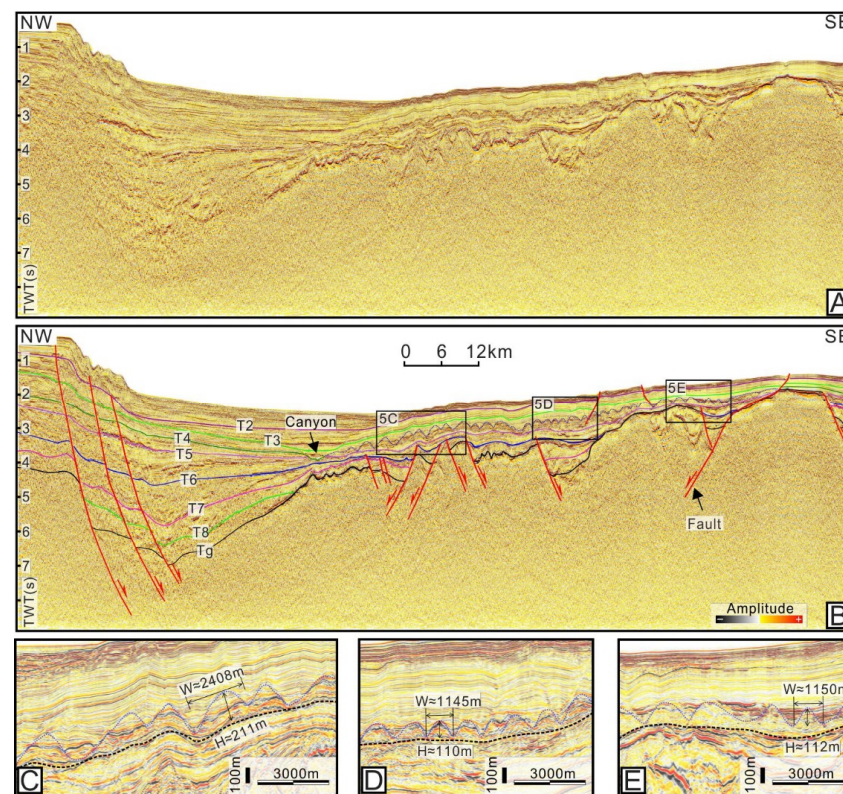 NW
SE
1
2
3
4
5
6
7
TWT(s)
A
NW
SE
0 6 12km
1
2
3
4
5
6
7
TWT(s)
T2
T3
T4
T5
T6
T7
T8
Tg
Canyon
5C
5D
5E
Fault
Amplitude
- +
B
W≈2408m
H≈211m
C
100m
3000m
W≈1145m
H≈110m
D
100m
3000m
W≈1150m
H≈112m
E
100m
3000m